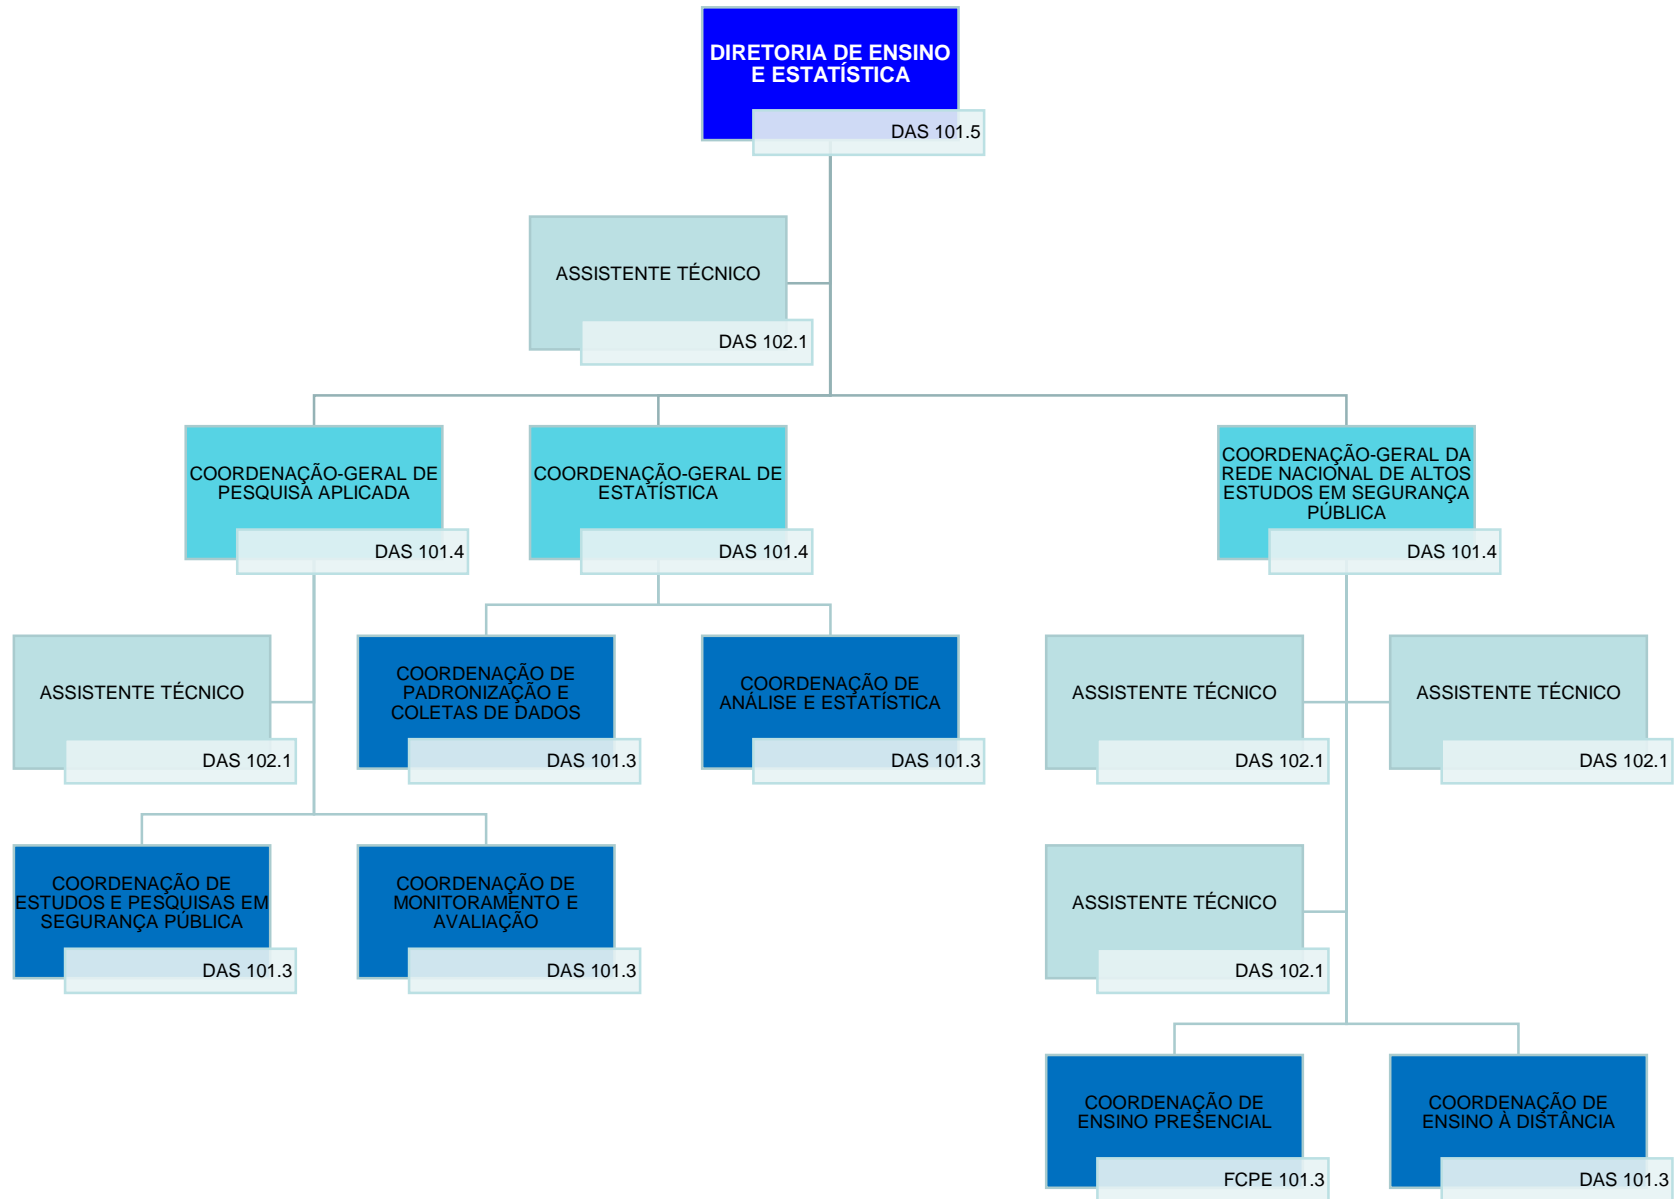 DIRETORIA DE ENSINO
E ESTATÍSTICA
DAS 101.5
ASSISTENTE TÉCNICO
DAS 102.1
COORDENAÇÃO-GERAL DE
PESQUISA APLICADA
DAS 101.4
COORDENAÇÃO-GERAL DE
ESTATÍSTICA
DAS 101.4
COORDENAÇÃO-GERAL DA
REDE NACIONAL DE ALTOS
ESTUDOS EM SEGURANÇA
PÚBLICA
DAS 101.4
ASSISTENTE TÉCNICO
DAS 102.1
COORDENAÇÃO DE
PADRONIZAÇÃO E
COLETAS DE DADOS
DAS 101.3
COORDENAÇÃO DE
ANÁLISE E ESTATÍSTICA
DAS 101.3
ASSISTENTE TÉCNICO
DAS 102.1
ASSISTENTE TÉCNICO
DAS 102.1
COORDENAÇÃO DE
ESTUDOS E PESQUISAS EM
SEGURANÇA PÚBLICA
DAS 101.3
COORDENAÇÃO DE
MONITORAMENTO E
AVALIAÇÃO
DAS 101.3
ASSISTENTE TÉCNICO
DAS 102.1
COORDENAÇÃO DE
ENSINO PRESENCIAL
FCPE 101.3
COORDENAÇÃO DE
ENSINO À DISTÂNCIA
DAS 101.3